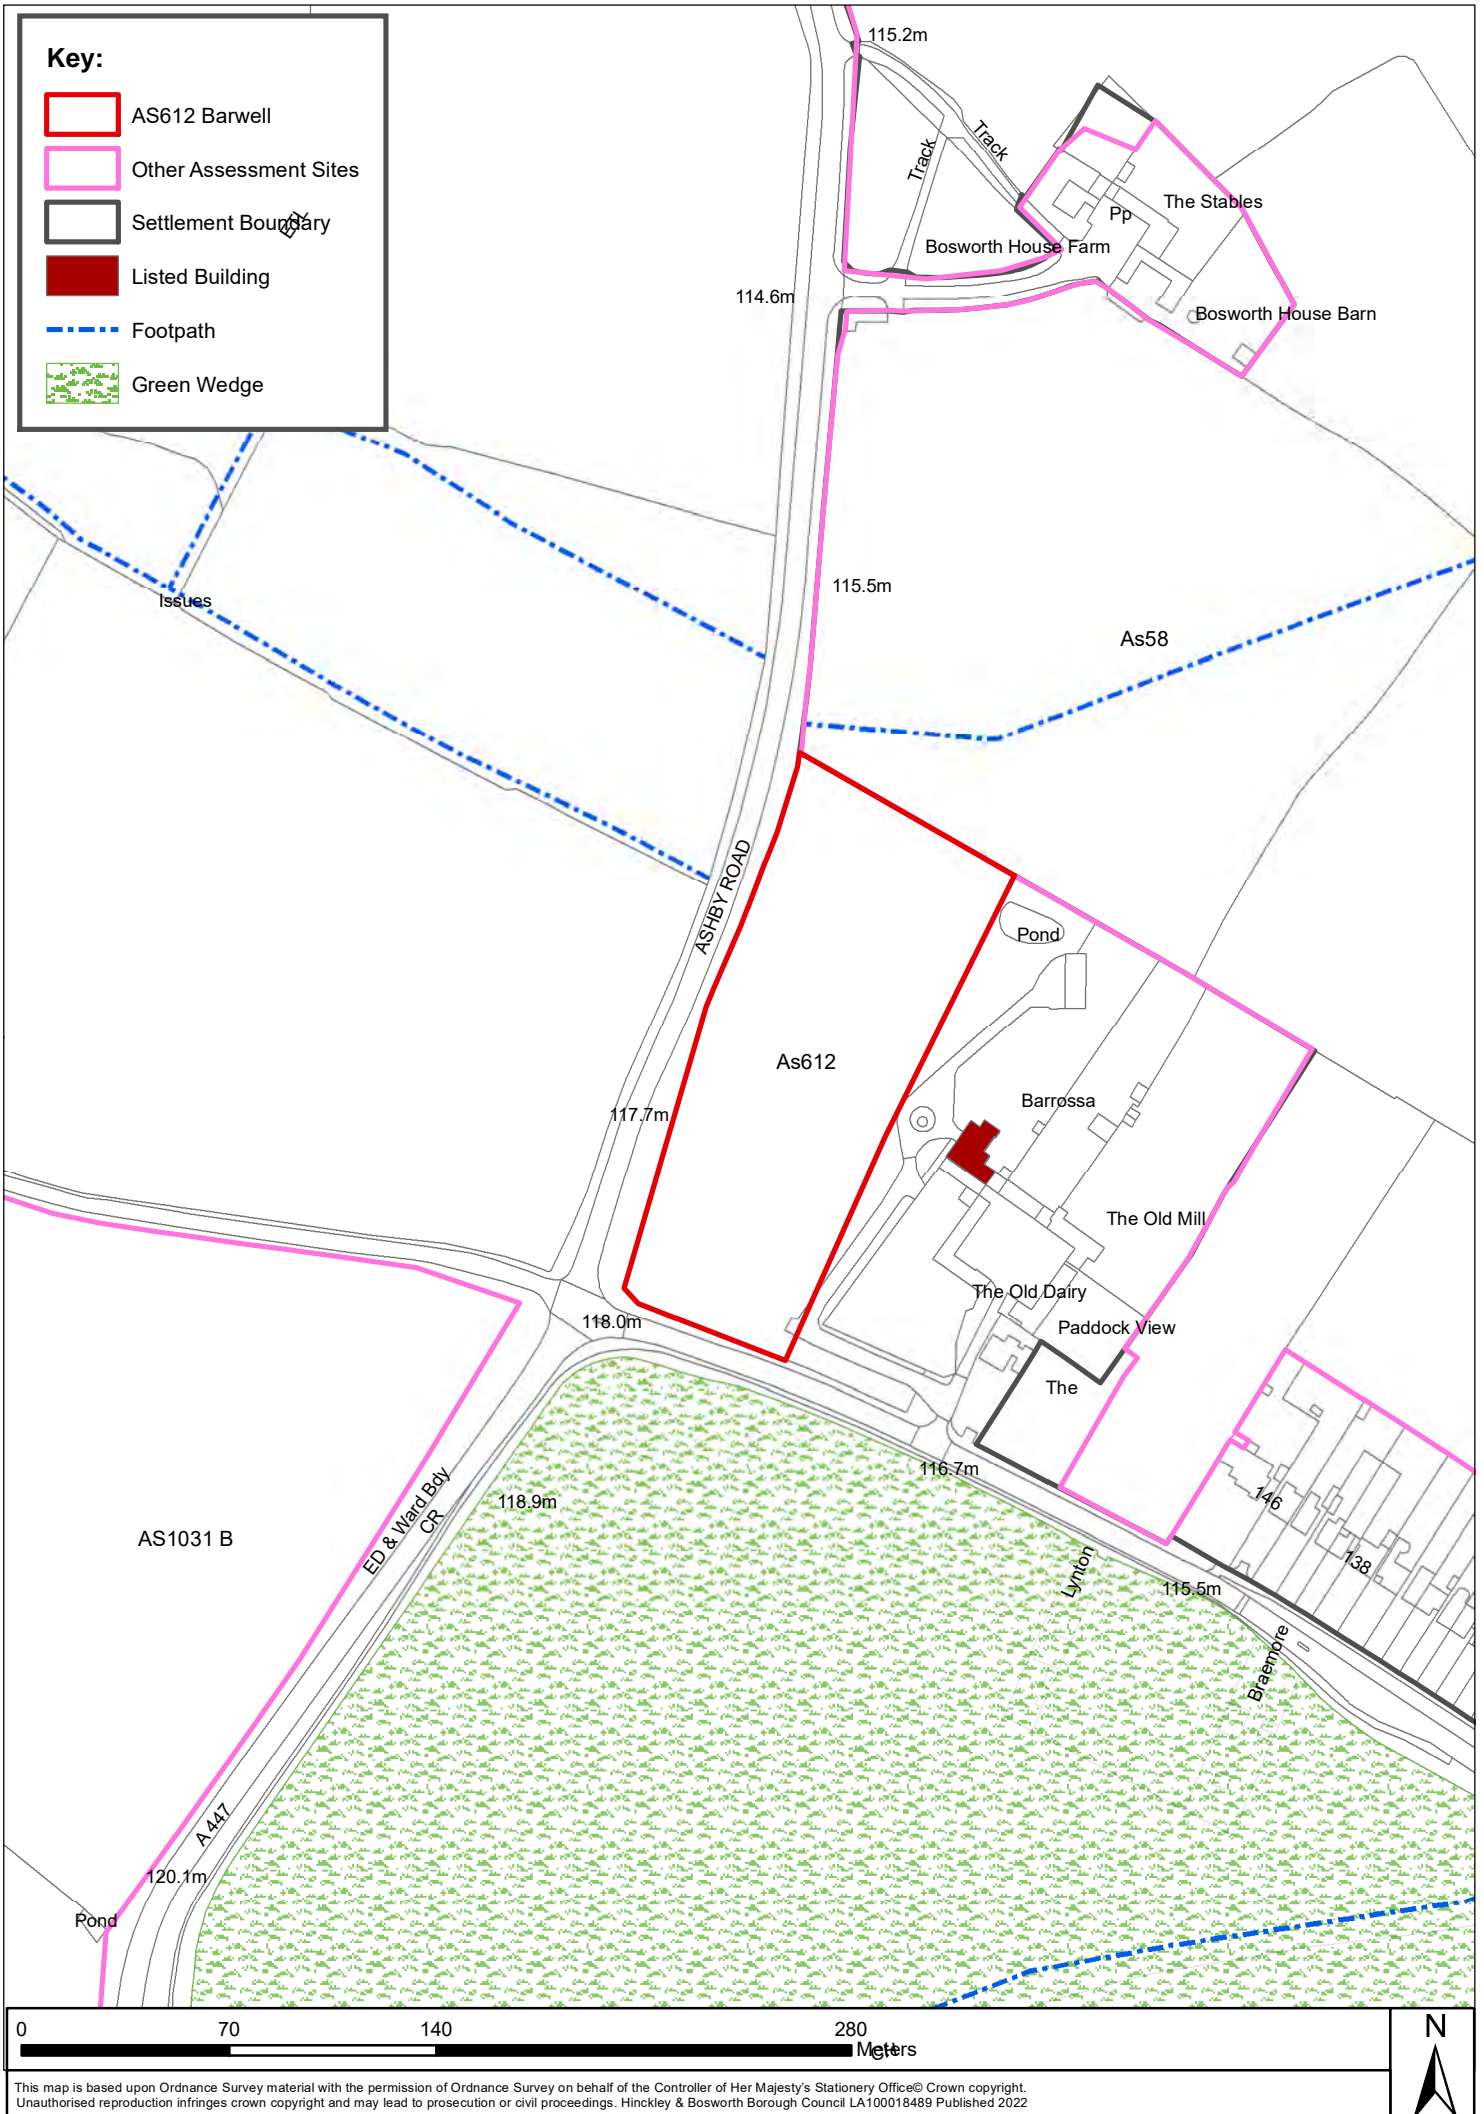 Key:
AS612 Barwell
Other Assessment Sites
Settlement Boundary
Listed Building
Footpath
Green Wedge
115.2m
Track
Track
The Stables
Pp
Bosworth House Farm
114.6m
Bosworth House Barn
115.5m
Issues
As58
ASHBY ROAD
Pond
As612
Barrossa
117.7m
The Old Mill
The Old Dairy
118.0m
Paddock View
The
116.7m
146
118.9m
ED & Ward Bdy
CR
AS1031 B
138
Lynton
115.5m
Braemore
A 447
120.1m
Pond
0 70 140 280
Meters
N
This map is based upon Ordnance Survey material with the permission of Ordnance Survey on behalf of the Controller of Her Majesty's Stationery Office© Crown copyright.
Unauthorised reproduction infringes crown copyright and may lead to prosecution or civil proceedings. Hinckley & Bosworth Borough Council LA100018489 Published 2022